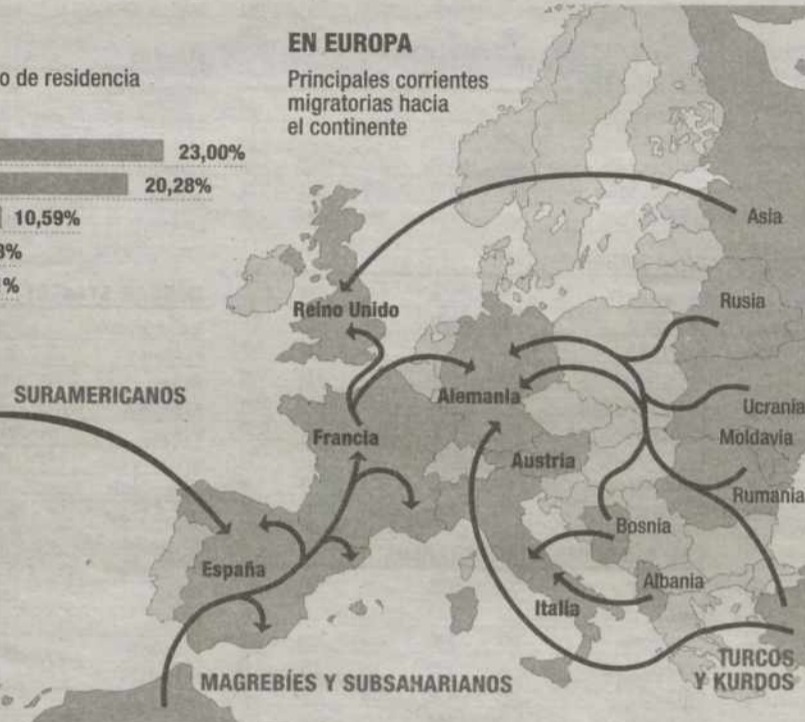 o de residencia
23,00%
20,28%
10,59%
%
%
EN EUROPA
Principales corrientes
migratorias hacia
el continente
Asia
Reino Unido
Rusia
SURAMERICANOS
Alemania
Ucrania
Francia
Moldavia
Austria
Rumania
Bosnia
España
Albania
Italia
MAGREBÍES Y SUBSAHARIANOS
TURCOS
Y KURDOS